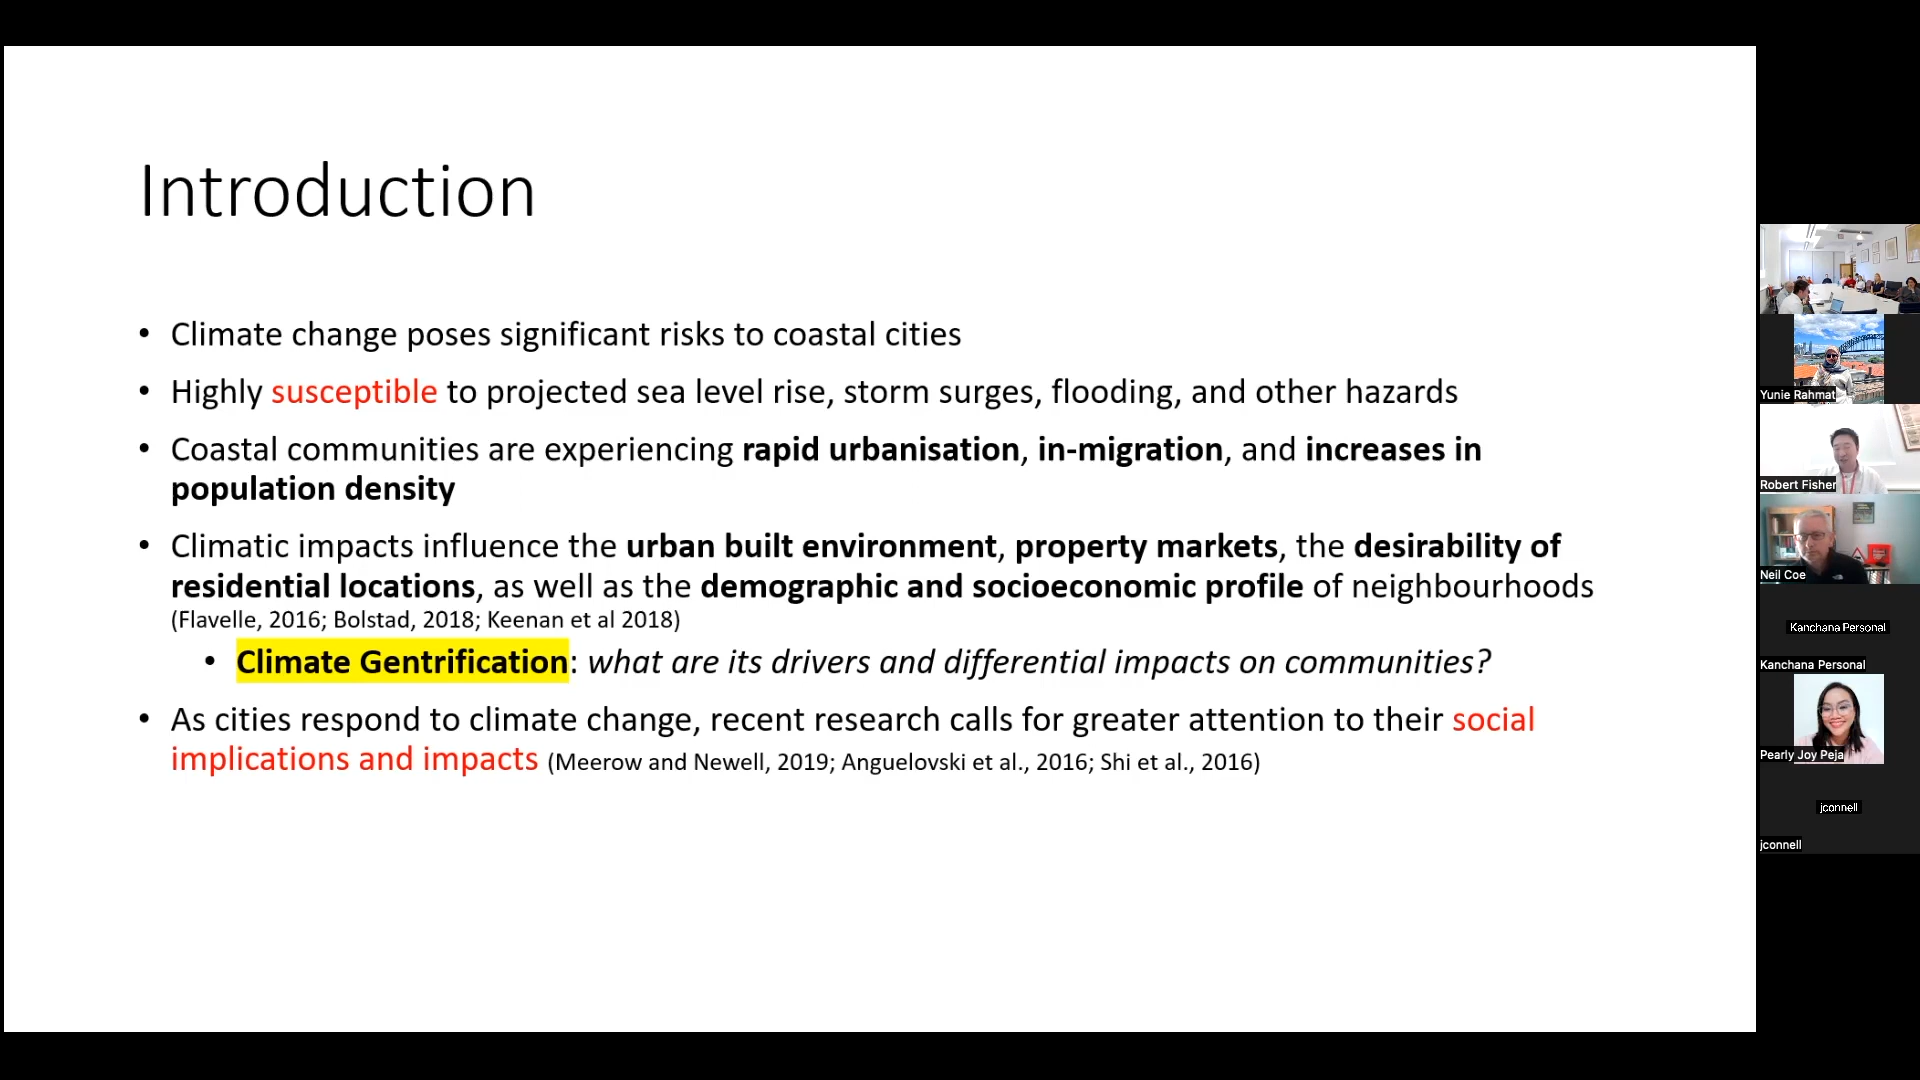 Introduction
• Climate change poses significant risks to coastal cities
• Highly susceptible to projected sea level rise, storm surges, flooding, and other hazards
• Coastal communities are experiencing rapid urbanisation, in-migration, and increases in
population density
• Climatic impacts influence the urban built environment, property markets, the desirability of
residential locations, as well as the demographic and socioeconomic profile of neighbourhoods
(Flavelle, 2016; Bolstad, 2018; Keenan et al 2018)
• Climate Gentrification: what are its drivers and differential impacts on communities?
• As cities respond to climate change, recent research calls for greater attention to their social
implications and impacts (Meerow and Newell, 2019; Anguelovski et al., 2016; Shi et al., 2016)
Yunie Rahmat
Robert Fisher
Neil Coe
Kanchana Personal
Kanchana Personal
Pearly Joy Peja
jconnell
jconnell